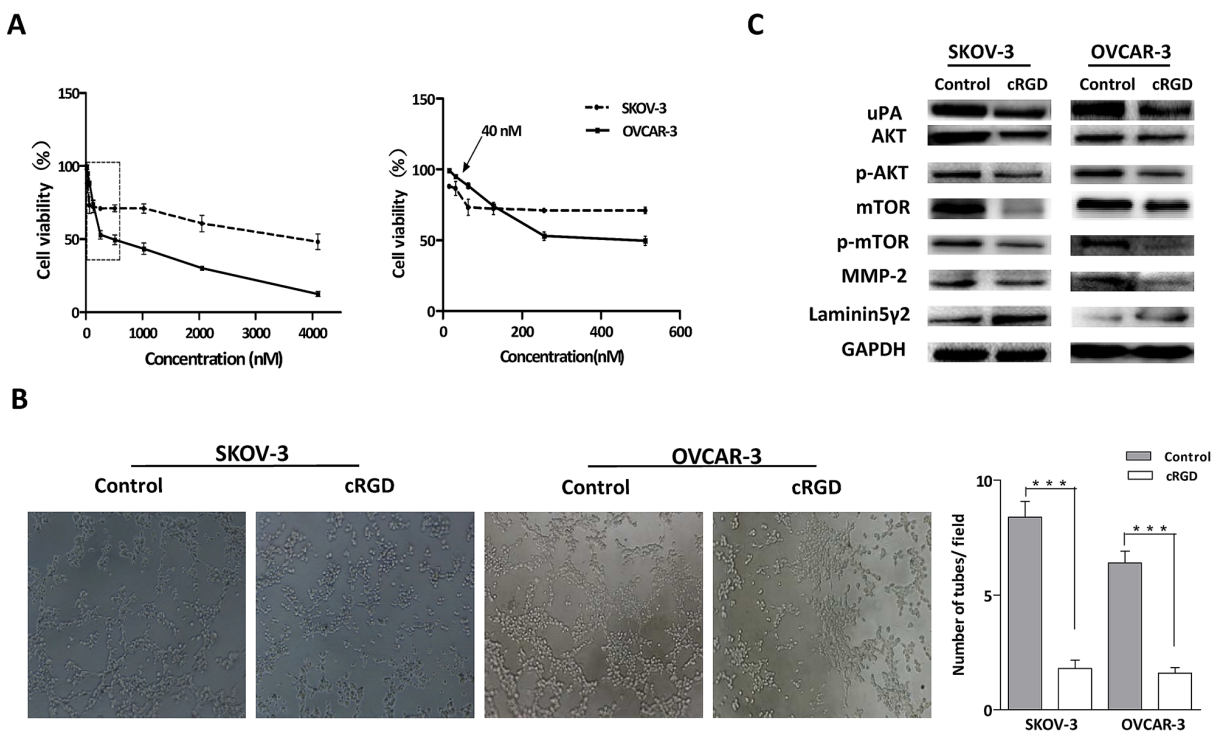 A
150
100
50
0
Cell viability (%)
0
1000
2000
3000
4000
Concentration (nM)
150
100
50
0
Cell viability (%)
0
200
400
600
Concentration(nM)
40 nM
SKOV-3
OVCAR-3
C
SKOV-3
OVCAR-3
Control cRGD
Control cRGD
uPA
AKT
p-AKT
mTOR
p-mTOR
MMP-2
Laminin5γ2
GAPDH
B
SKOV-3
OVCAR-3
Control
cRGD
Control
cRGD
Control
cRGD
10
5
0
Number of tubes/ field
* * *
* * *
SKOV-3
OVCAR-3